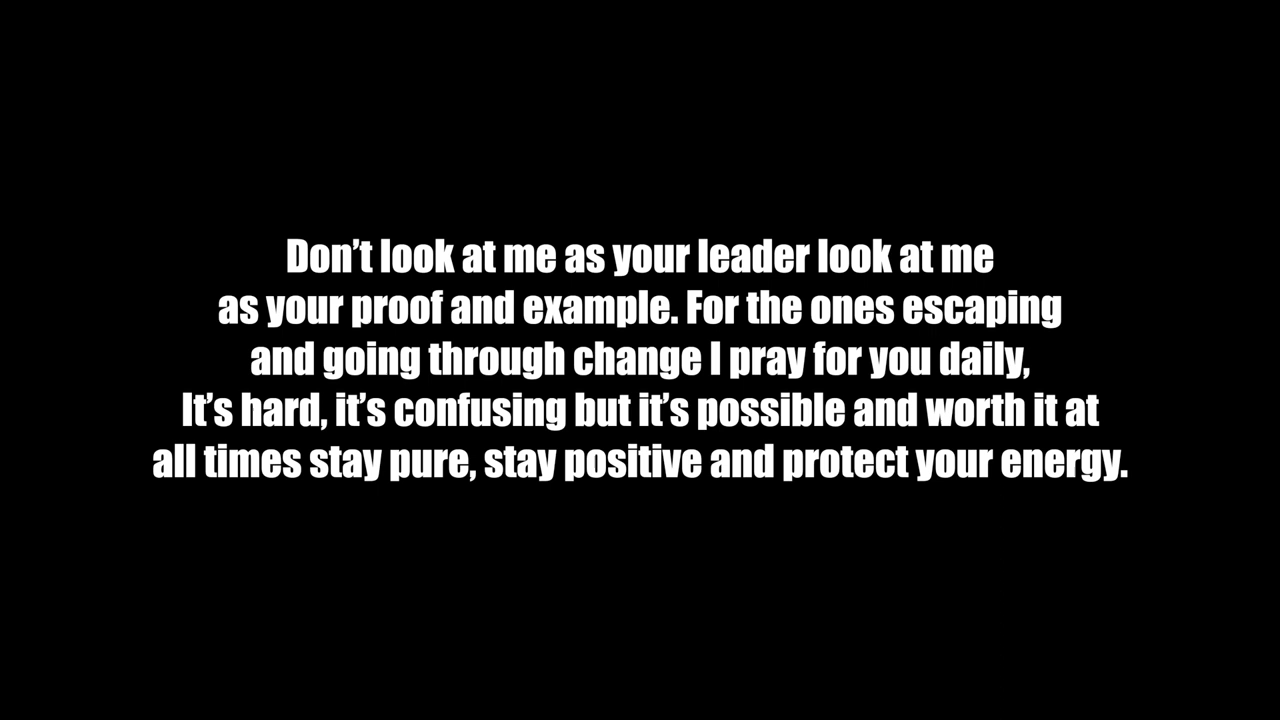 Don’t look at me as your leader look at me
as your proof and example. For the ones escaping
and going through change I pray for you daily,
It’s hard, it’s confusing but it’s possible and worth it at
all times stay pure, stay positive and protect your energy.